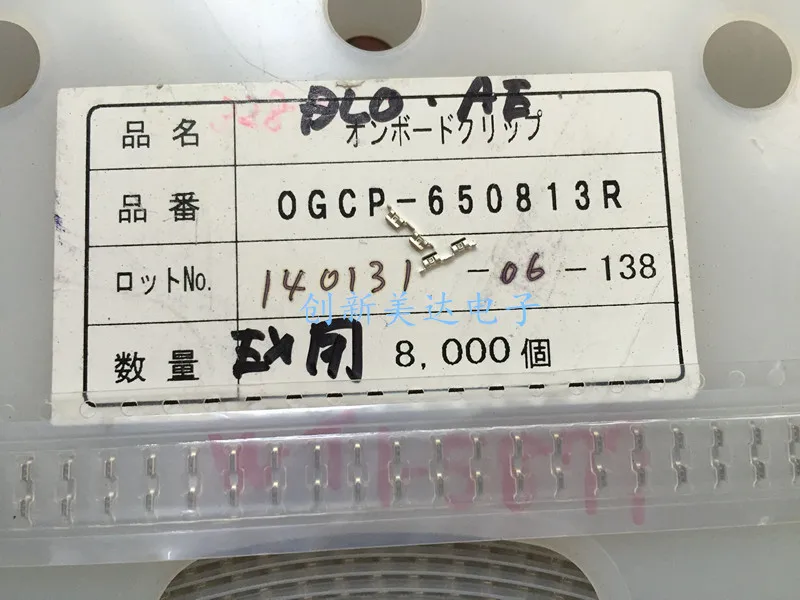 DLO・AE
品名 オンボードクリップ
品番 OGCP-650813R
ロットNo. 140131-06-138
创新美达电子
数量 8,000個